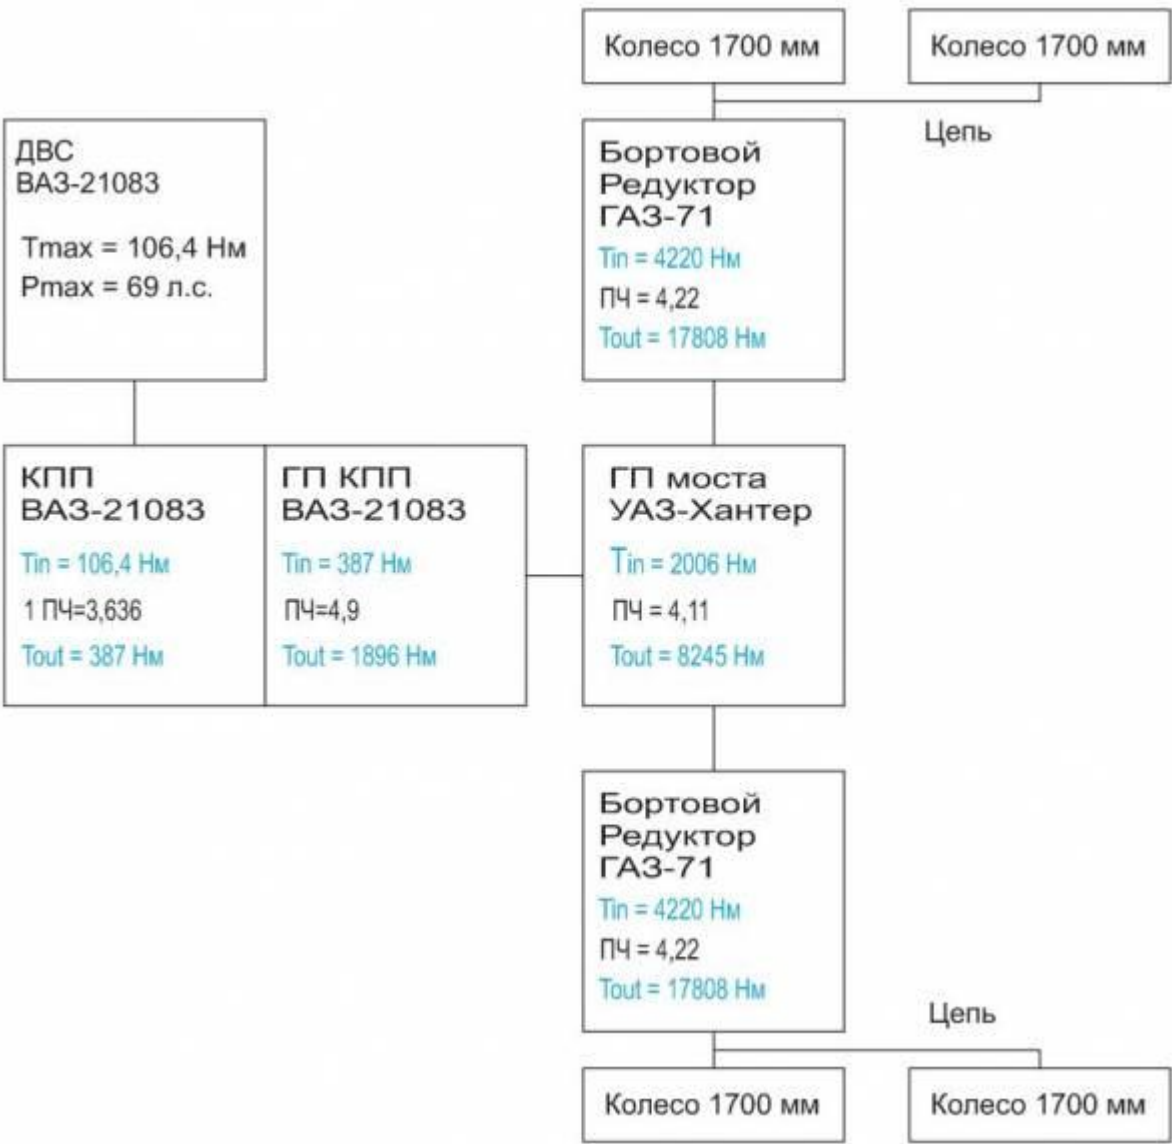 Колесо 1700 мм
Колесо 1700 мм
Цепь
ДВС
ВАЗ-21083
Tmax = 106,4 Нм
Pmax = 69 л.с.
Бортовой
Редуктор
ГАЗ-71
Tin = 4220 Нм
ПЧ = 4,22
Tout = 17808 Нм
КПП
ВАЗ-21083
Tin = 106,4 Нм
1 ПЧ=3,636
Tout = 387 Нм
ГП КПП
ВАЗ-21083
Tin = 387 Нм
ПЧ=4,9
Tout = 1896 Нм
ГП моста
УАЗ-Хантер
Tin = 2006 Нм
ПЧ = 4,11
Tout = 8245 Нм
Бортовой
Редуктор
ГАЗ-71
Tin = 4220 Нм
ПЧ = 4,22
Tout = 17808 Нм
Цепь
Колесо 1700 мм
Колесо 1700 мм